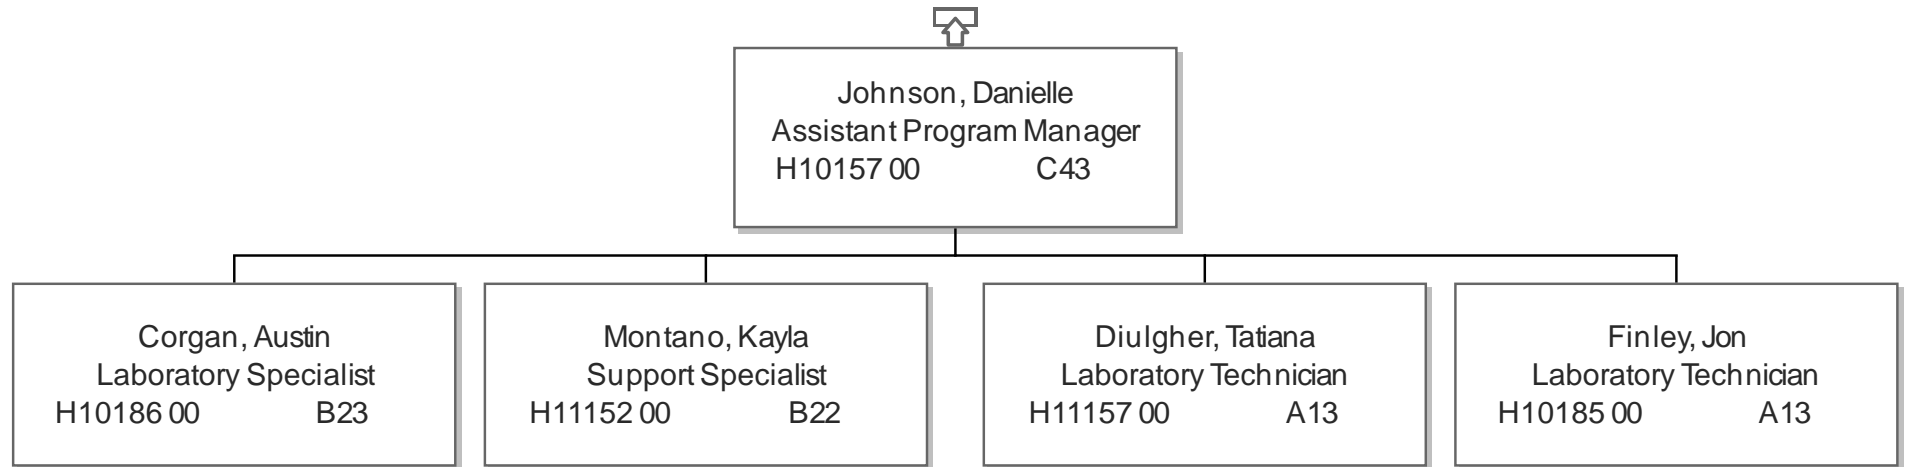 Johnson, Danielle
Assistant Program Manager
H10157 00 C43
Corgan, Austin
Laboratory Specialist
H10186 00 B23
Montano, Kayla
Support Specialist
H11152 00 B22
Diulgher, Tatiana
Laboratory Technician
H11157 00 A13
Finley, Jon
Laboratory Technician
H10185 00 A13